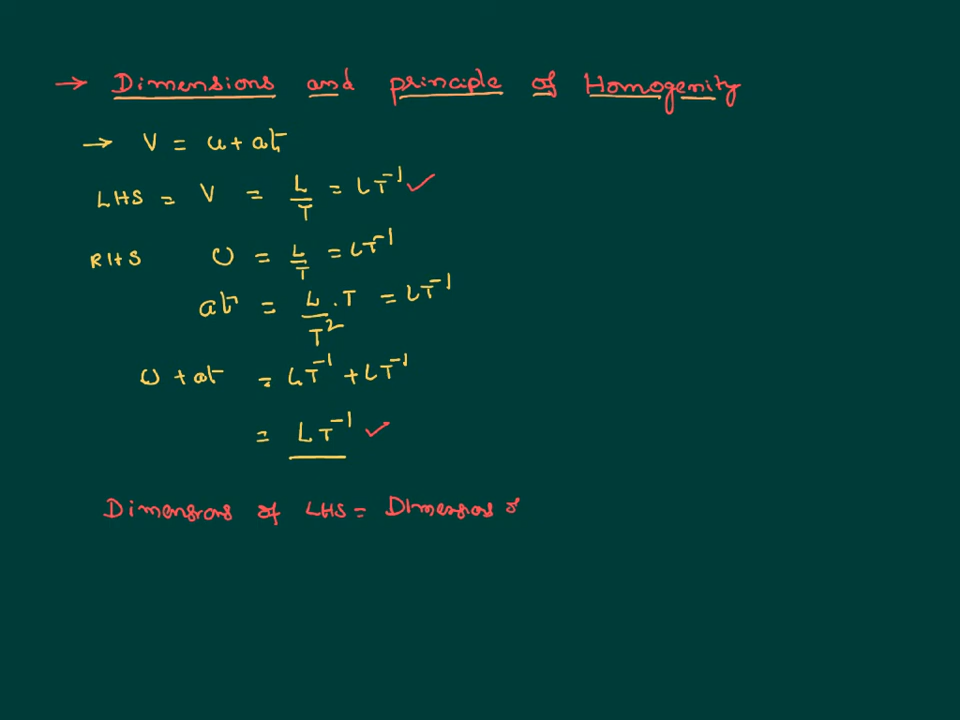 → Dimensions and principle of Homogenity
→ V = u + at
LHS = V = L/T = LT⁻¹ ✓
RHS U = L/T = LT⁻¹
at = L/T² . T = LT⁻¹
U + at = LT⁻¹ + LT⁻¹
= LT⁻¹ ✓
Dimensions of LHS = Dimensions